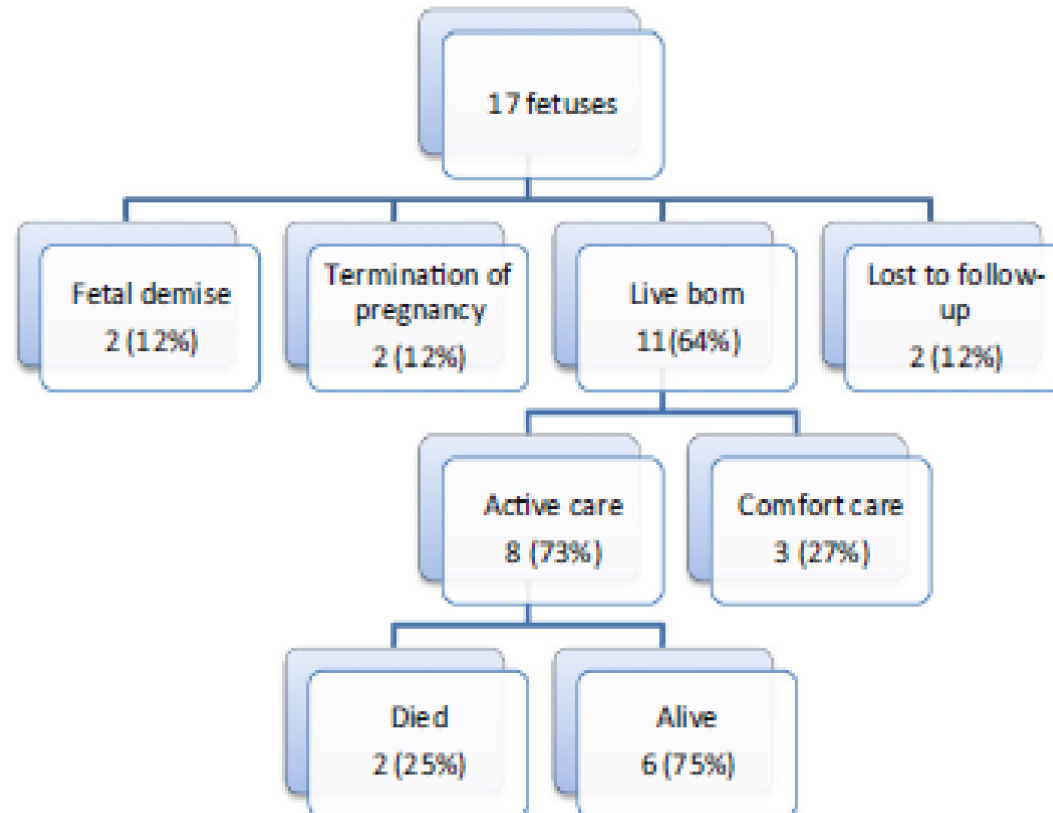 17 fetuses
Fetal demise
2 (12%)
Termination of
pregnancy
2 (12%)
Live born
11(64%)
Lost to follow-
up
2 (12%)
Active care
8 (73%)
Comfort care
3 (27%)
Died
2 (25%)
Alive
6 (75%)